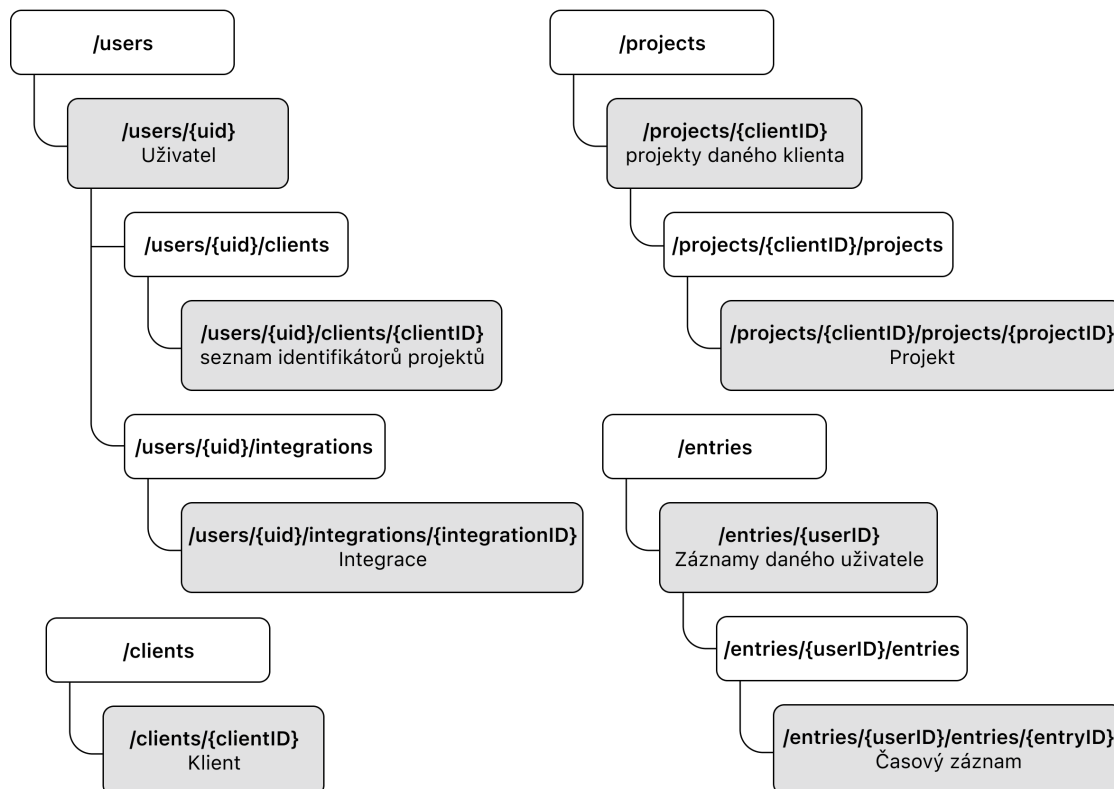 /users
/users/{uid}
Uživatel
/users/{uid}/clients
/users/{uid}/clients/{clientID}
seznam identifikátorů projektů
/users/{uid}/integrations
/users/{uid}/integrations/{integrationID}
Integrace
/clients
/clients/{clientID}
Klient
/projects
/projects/{clientID}
projekty daného klienta
/projects/{clientID}/projects
/projects/{clientID}/projects/{projectID}
Projekt
/entries
/entries/{userID}
Záznamy daného uživatele
/entries/{userID}/entries
/entries/{userID}/entries/{entryID}
Časový záznam